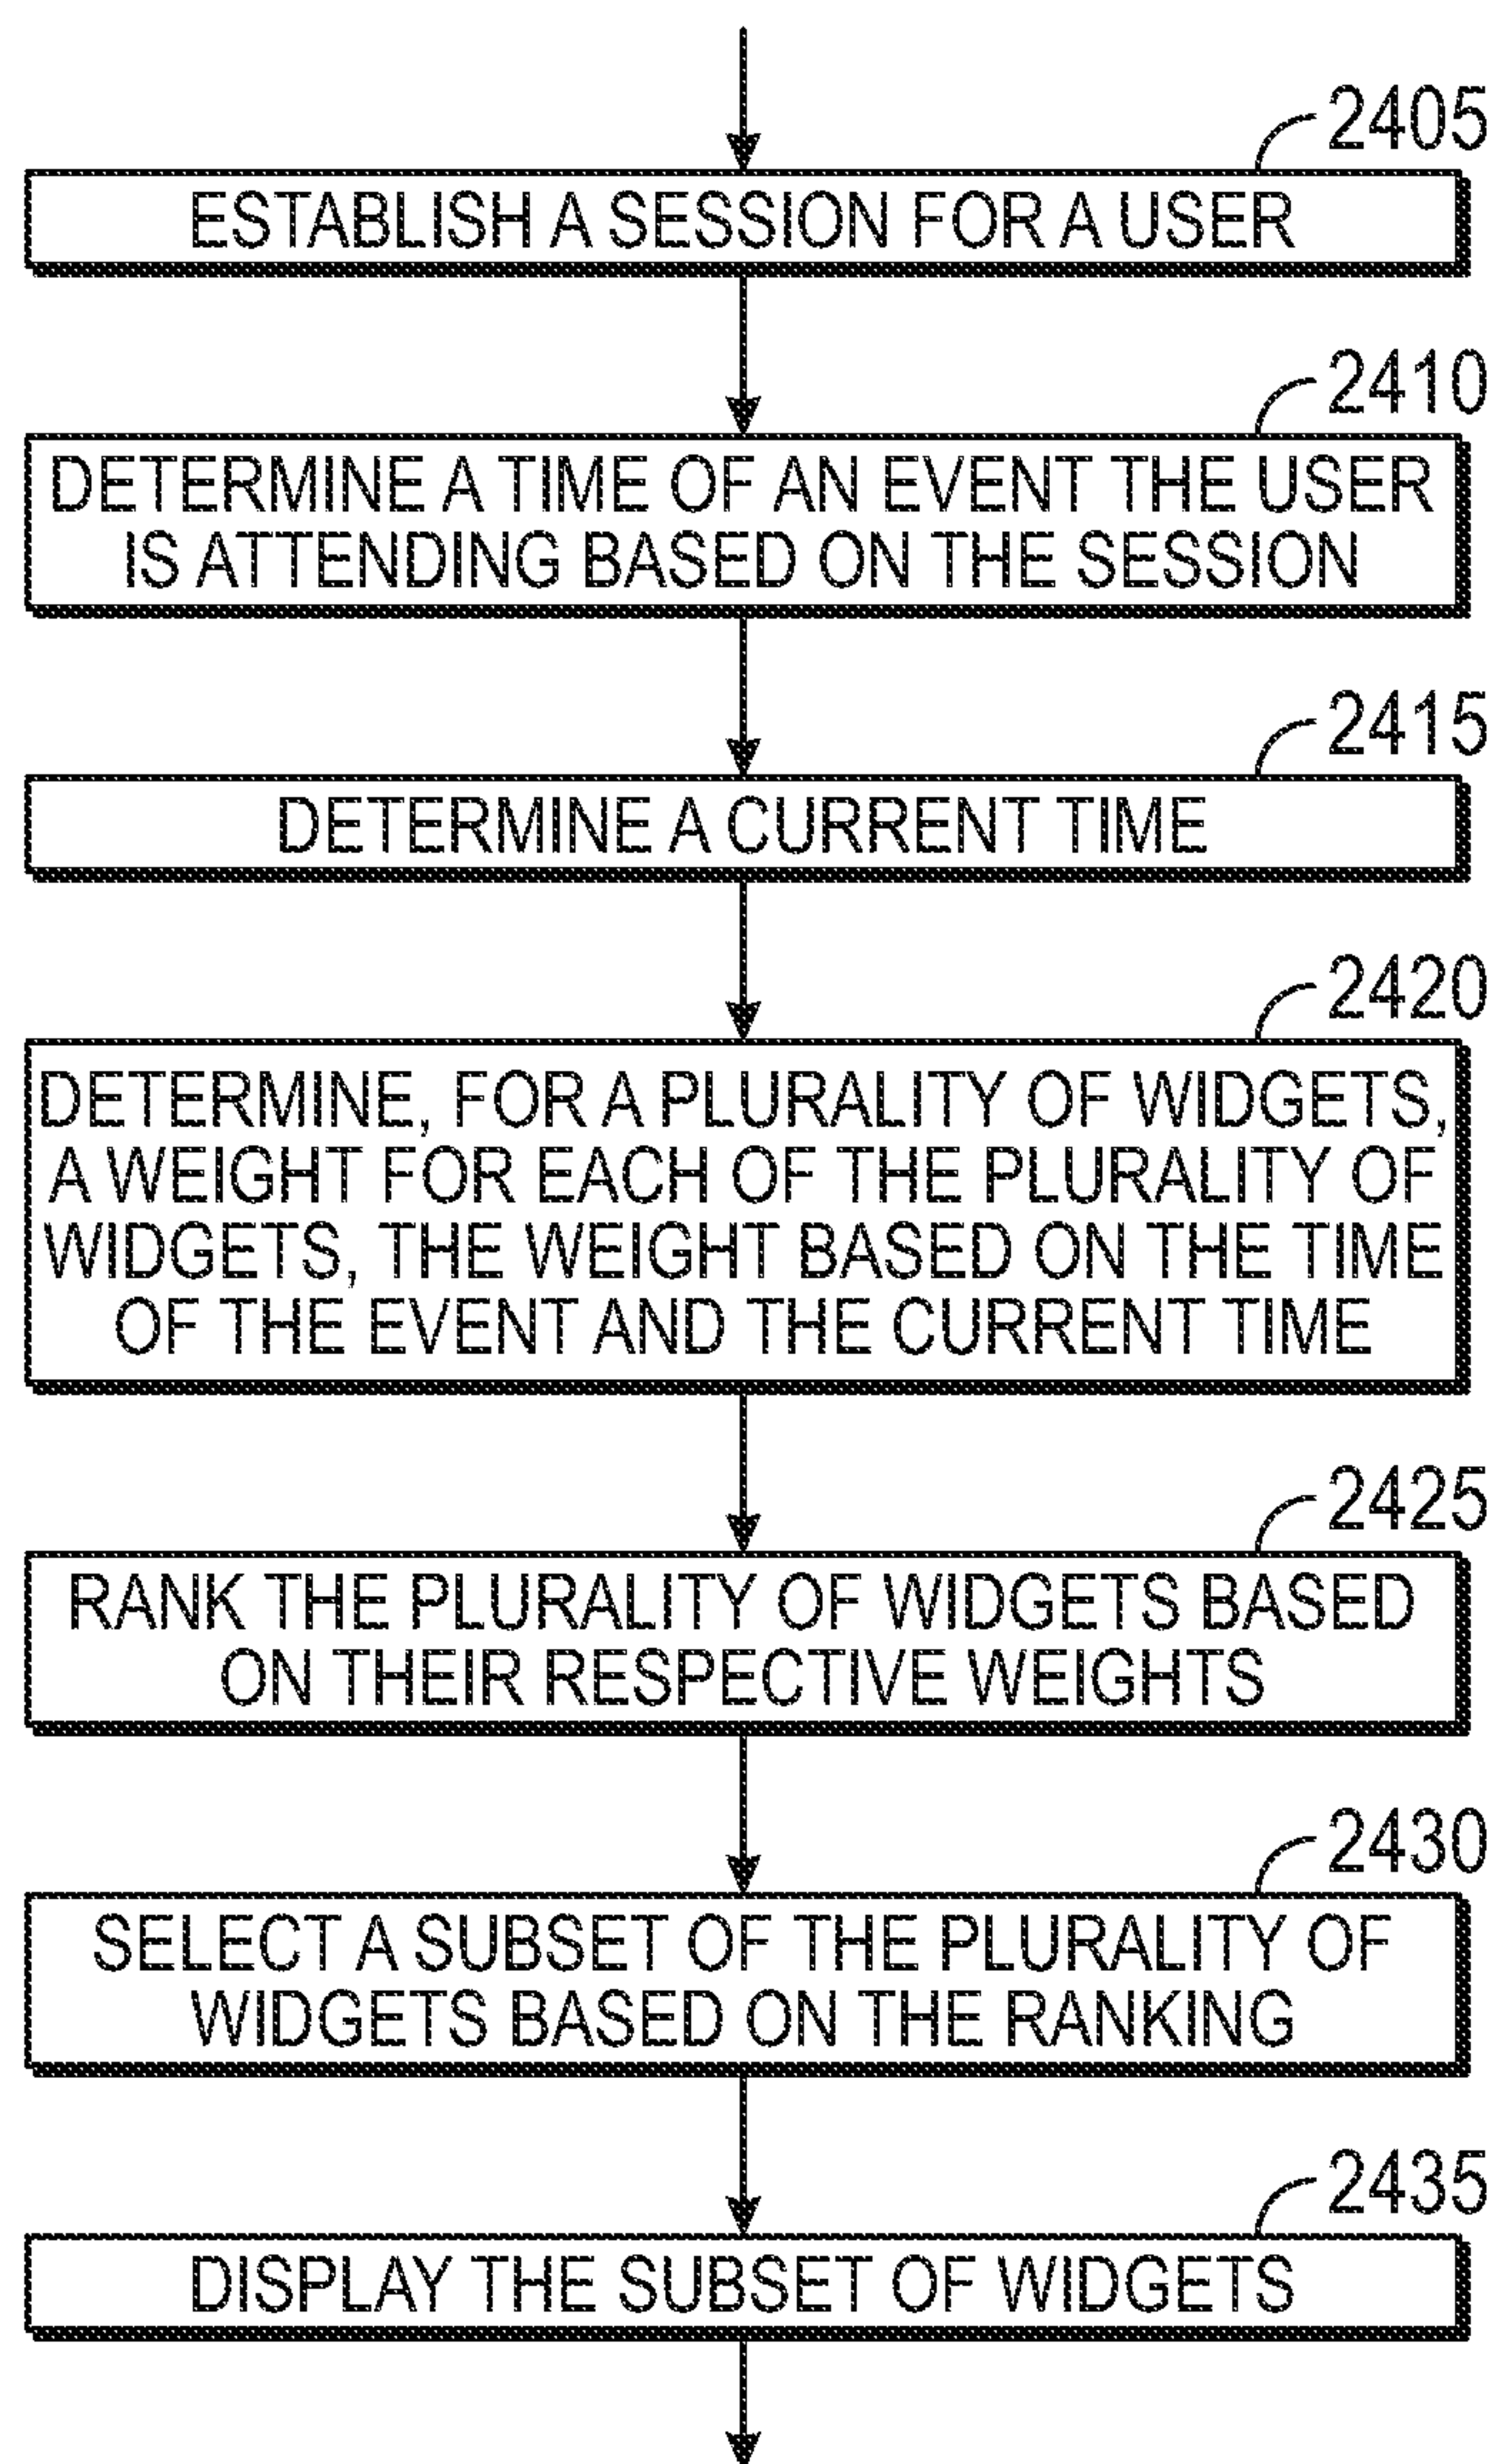 2405
ESTABLISH A SESSION FOR A USER
2410
DETERMINE A TIME OF AN EVENT THE USER
IS ATTENDING BASED ON THE SESSION
2415
DETERMINE A CURRENT TIME
2420
DETERMINE, FOR A PLURALITY OF WIDGETS,
A WEIGHT FOR EACH OF THE PLURALITY OF
WIDGETS, THE WEIGHT BASED ON THE TIME
OF THE EVENT AND THE CURRENT TIME
2425
RANK THE PLURALITY OF WIDGETS BASED
ON THEIR RESPECTIVE WEIGHTS
2430
SELECT A SUBSET OF THE PLURALITY OF
WIDGETS BASED ON THE RANKING
2435
DISPLAY THE SUBSET OF WIDGETS